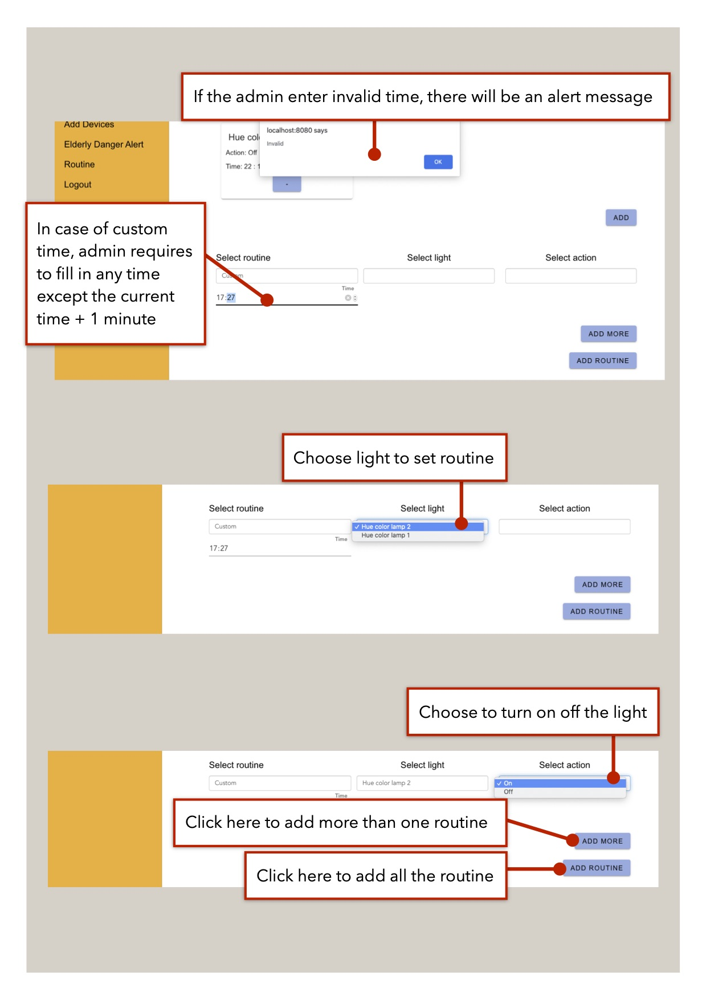 If the admin enter invalid time, there will be an alert message
Add Devices
Elderly Danger Alert
Routine
Logout
Hue col
Action: Off
Time: 22 : 1
-
localhost:8080 says
Invalid
OK
In case of custom
time, admin requires
to fill in any time
except the current
time + 1 minute
ADD
Select routine
Select light
Select action
Custom
Time
17:27
ADD MORE
ADD ROUTINE
Choose light to set routine
Select routine
Select light
Select action
Custom
✓ Hue color lamp 2
Hue color lamp 1
Time
17:27
ADD MORE
ADD ROUTINE
Choose to turn on off the light
Select routine
Select light
Select action
Custom
Hue color lamp 2
✓ On
Off
Time
Click here to add more than one routine
ADD MORE
Click here to add all the routine
ADD ROUTINE